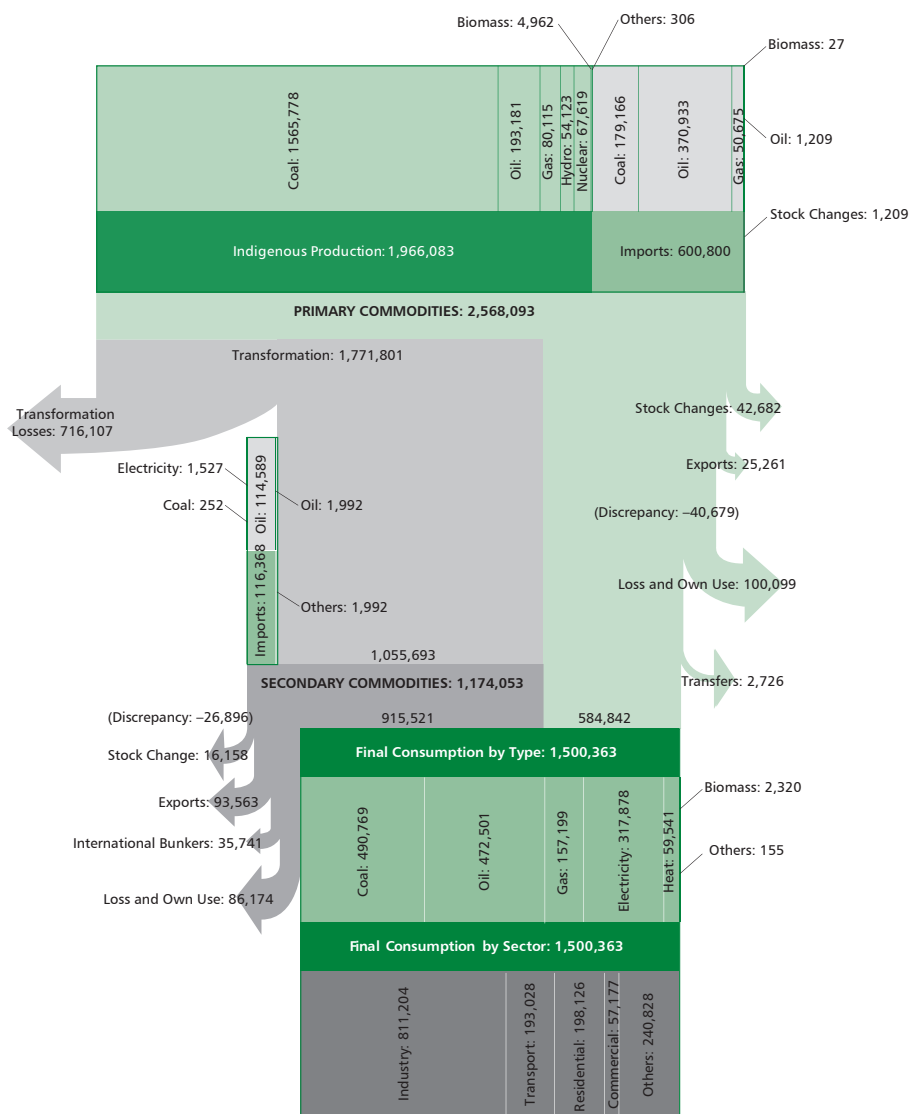 Biomass: 4,962
Others: 306
Biomass: 27
Coal: 1565,778
Oil: 193,181
Gas: 80,115
Hydro: 54,123
Nuclear: 67,619
Coal: 179,166
Oil: 370,933
Gas: 50,675
Oil: 1,209
Stock Changes: 1,209
Indigenous Production: 1,966,083
Imports: 600,800
PRIMARY COMMODITIES: 2,568,093
Transformation: 1,771,801
Transformation
Losses: 716,107
Stock Changes: 42,682
Electricity: 1,527
Oil: 114,589
Exports: 25,261
Coal: 252
Oil: 1,992
(Discrepancy: –40,679)
Imports: 116,368
Loss and Own Use: 100,099
Others: 1,992
1,055,693
Transfers: 2,726
SECONDARY COMMODITIES: 1,174,053
(Discrepancy: –26,896)
915,521
584,842
Stock Change: 16,158
Final Consumption by Type: 1,500,363
Exports: 93,563
Biomass: 2,320
International Bunkers: 35,741
Coal: 490,769
Oil: 472,501
Gas: 157,199
Electricity: 317,878
Heat: 59,541
Others: 155
Loss and Own Use: 86,174
Final Consumption by Sector: 1,500,363
Industry: 811,204
Transport: 193,028
Residential: 198,126
Commercial: 57,177
Others: 240,828